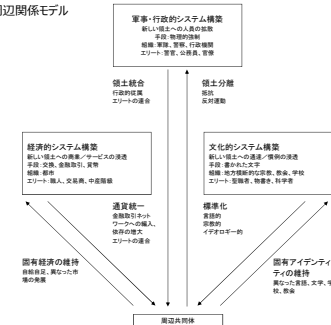 周辺関係モデル
軍事・行政的システム構築
新しい領土への人員の拡散
手段：物理的強制
組織：軍隊、警察、行政機関
エリート：警官、公務員、官僚
領土統合
行政的従属
エリートの連合
領土分離
抵抗
反対運動
経済的システム構築
新しい領土への商業／サービスの浸透
手段：交換、金融取引、貨幣
組織：都市
エリート：職人、交易商、中産階級
文化的システム構築
新しい領土への通達／慣例の浸透
手段：書かれた文字
組織：地方横断的な宗教、教会、学校
エリート：聖職者、物書き、科学者
通貨統一
金融取引ネット
ワークへの編入、
依存の増大
エリートの連合
標準化
言語的
宗教的
イデオロギー的
固有経済の維持
自給自足、異なった市
場の発展
固有アイデンティ
ティの維持
異なった言語、文学、学
校、教会
周辺共同体